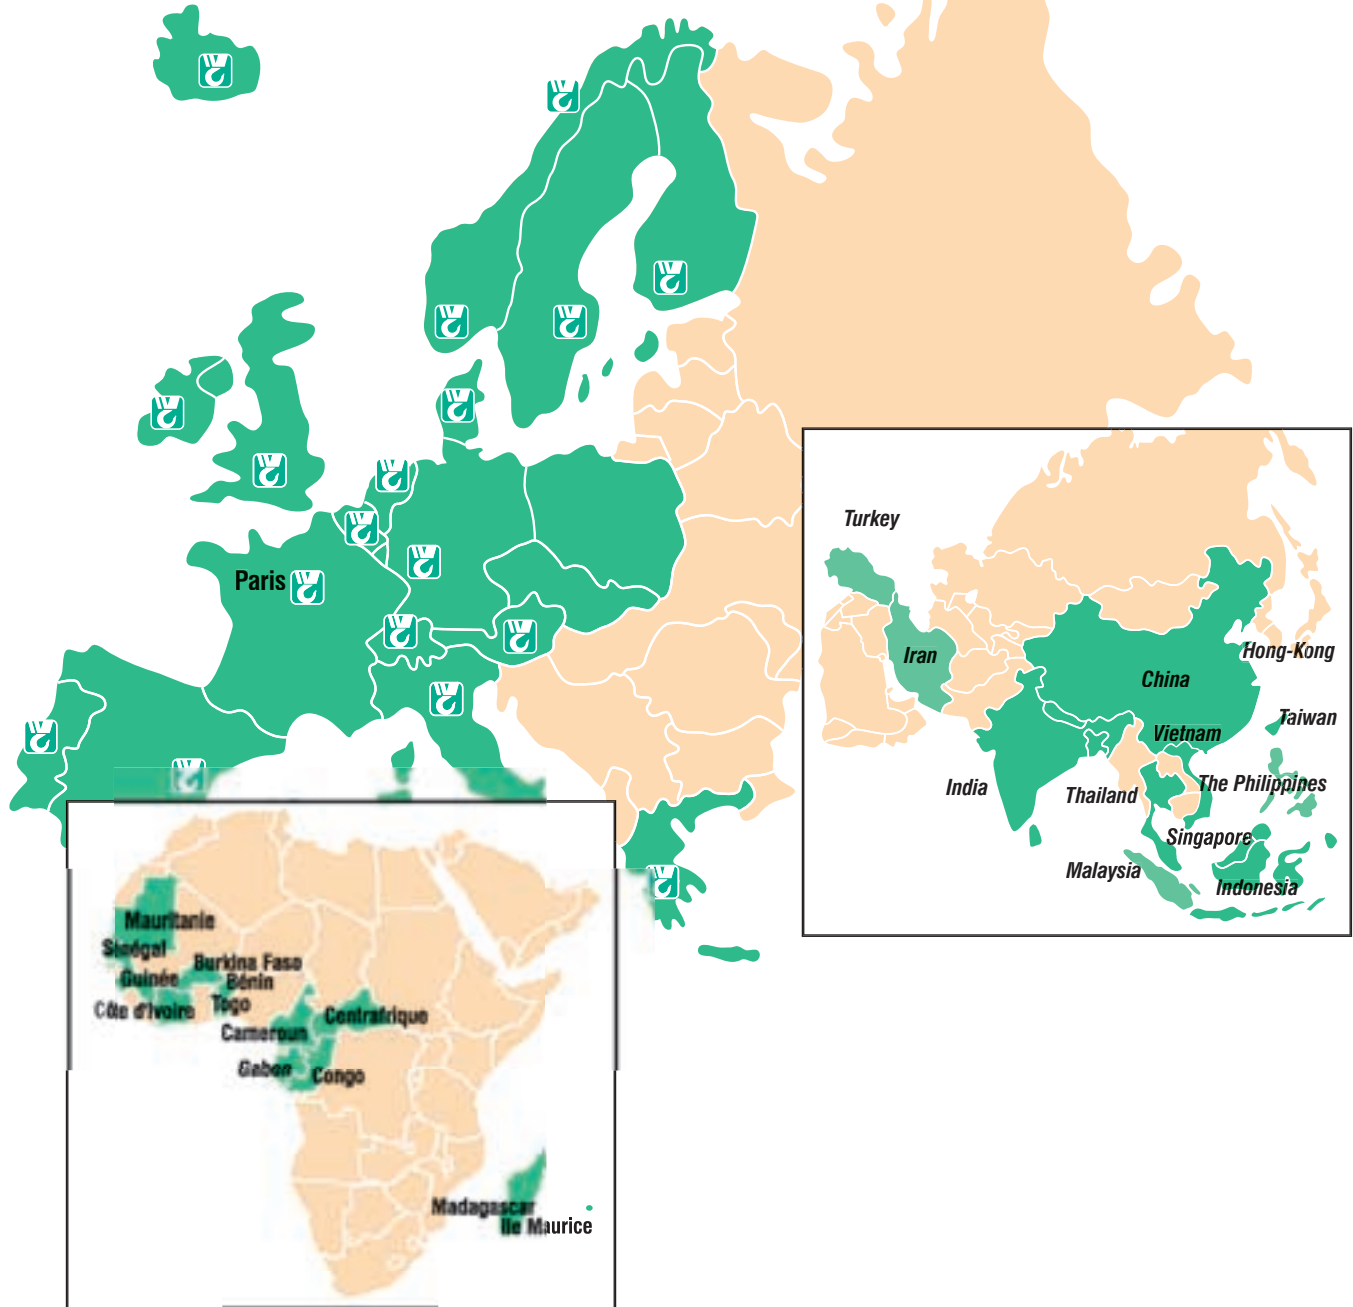 Paris
Turkey
Iran
Hong-Kong
China
Taiwan
Vietnam
India
Thailand
The Philippines
Singapore
Malaysia
Indonesia
Mauritanie
Sénégal
Burkina Faso
Guinée
Bénin
Côte d'Ivoire
Togo
Centrafrique
Cameroun
Gabon
Congo
Madagascar
Ile Maurice